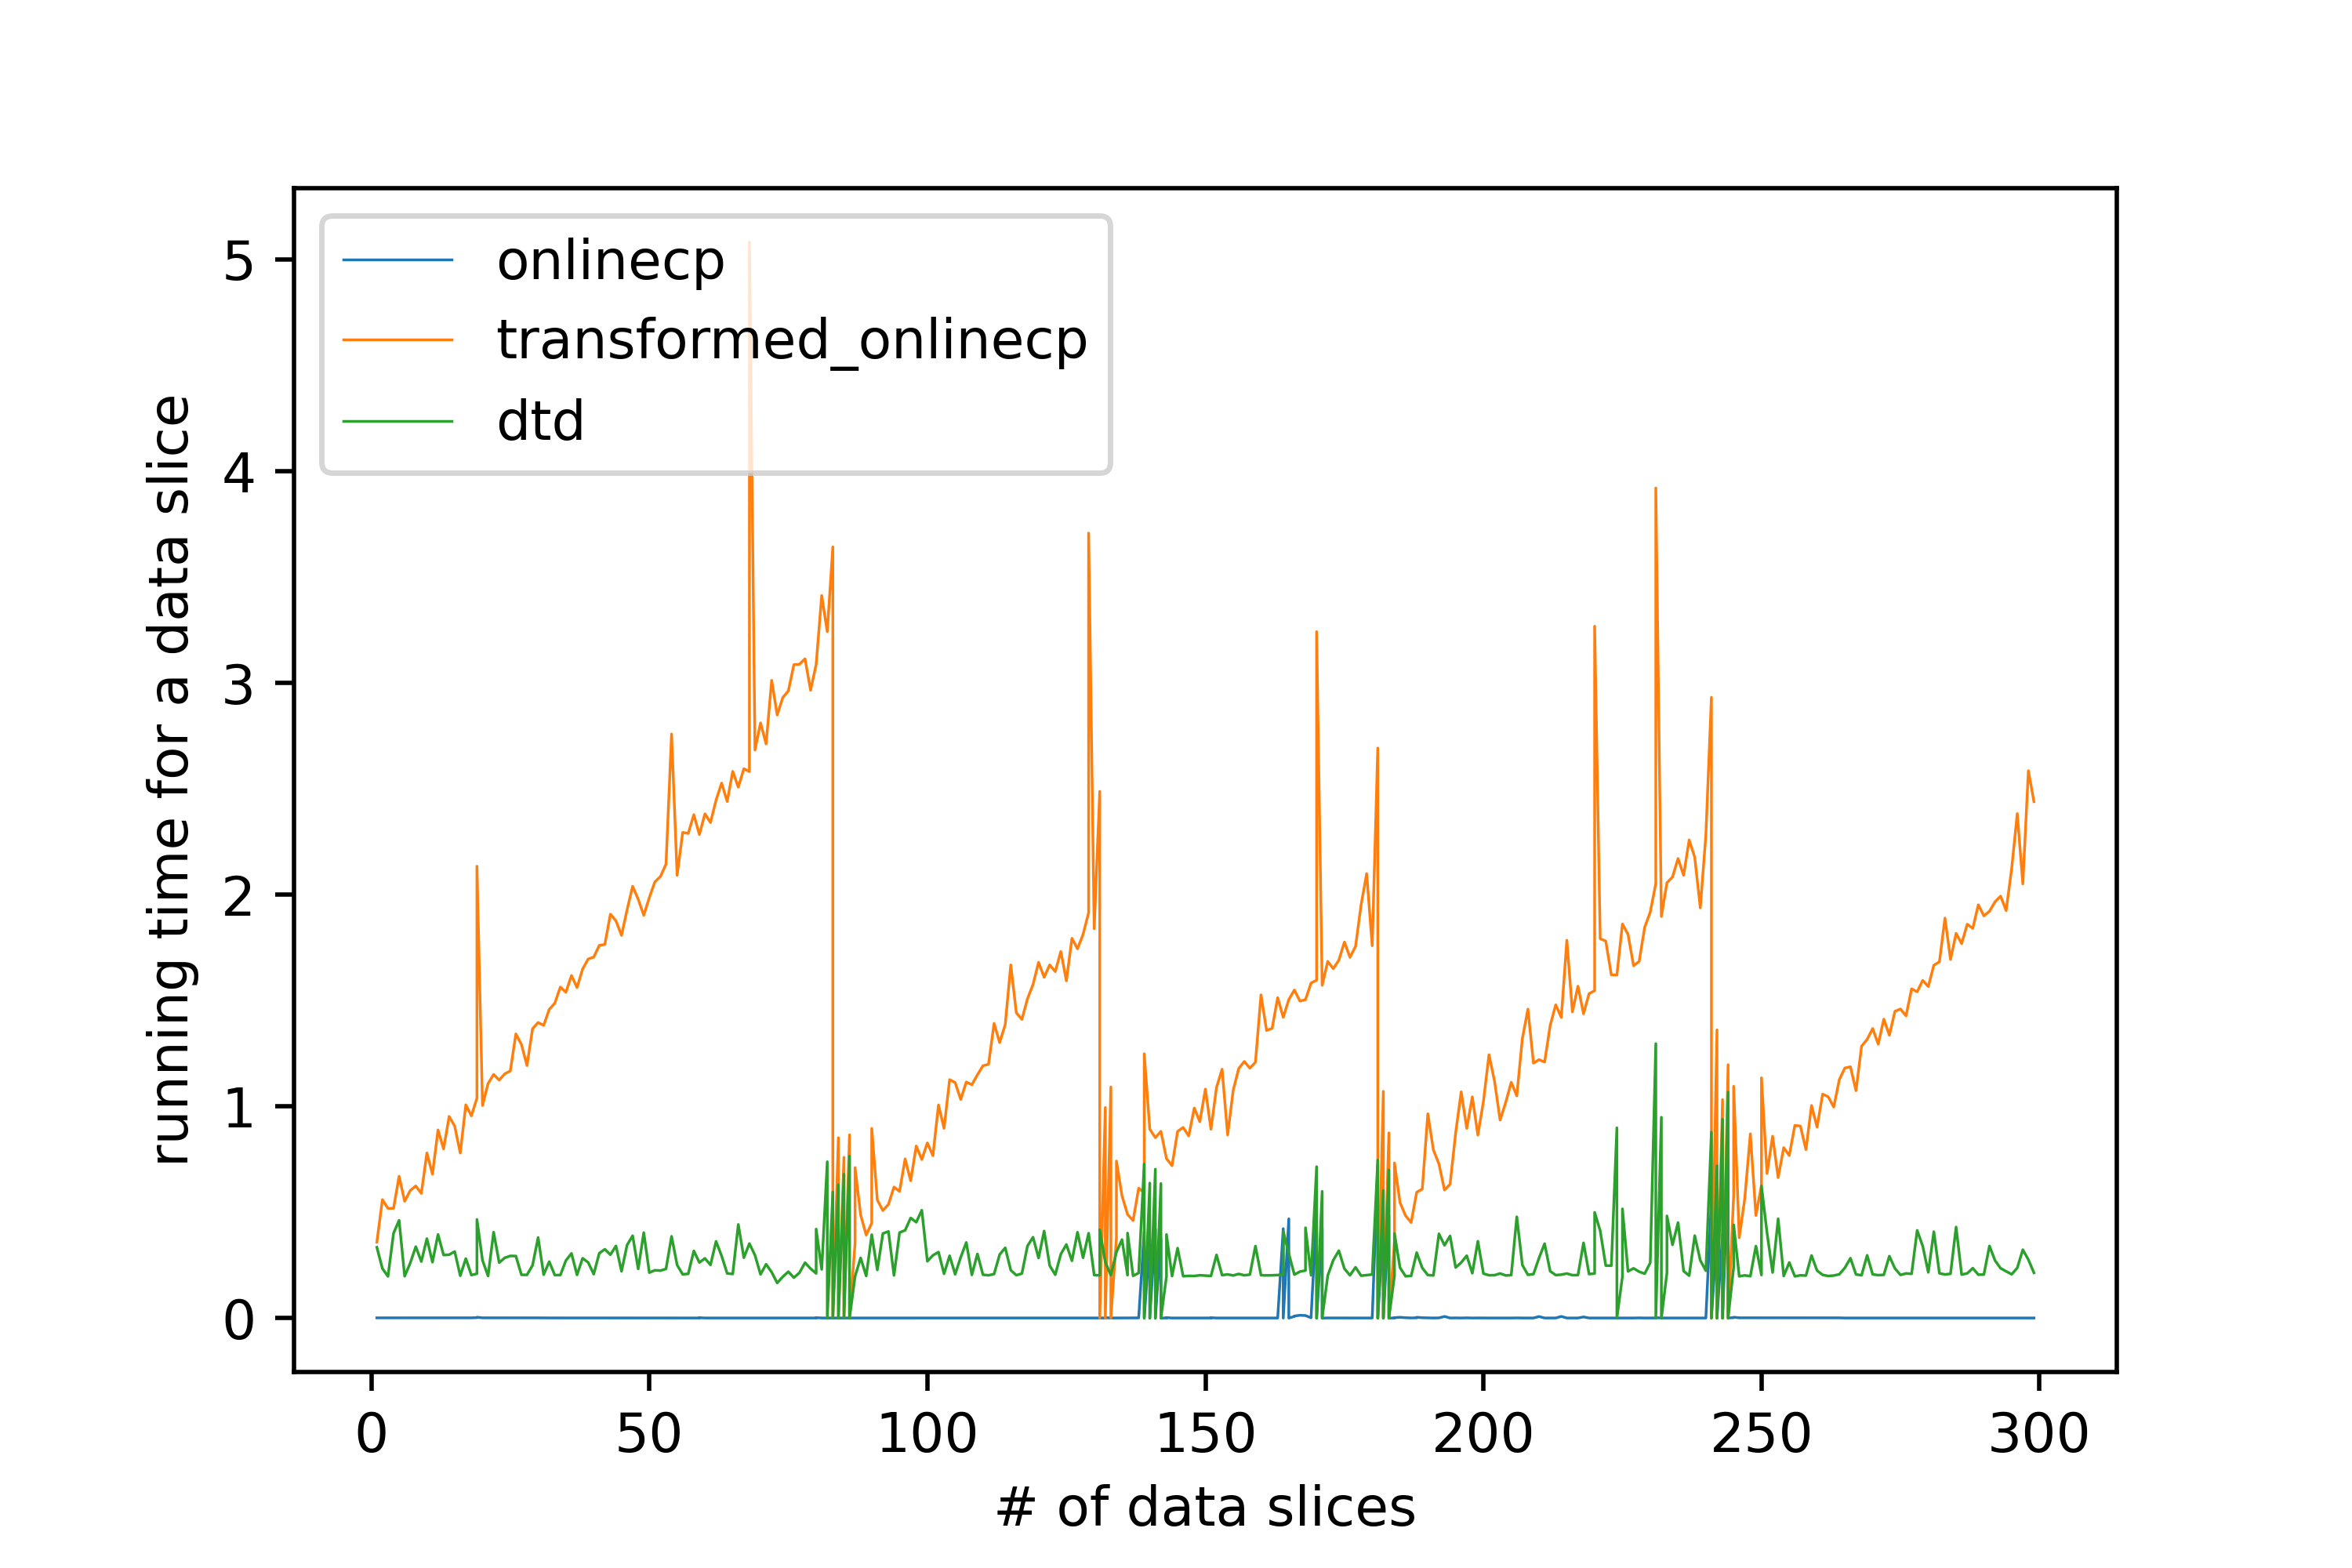 onlinecp
transformed_onlinecp
dtd
5
4
3
2
1
0
running time for a data slice
0 50 100 150 200 250 300
# of data slices